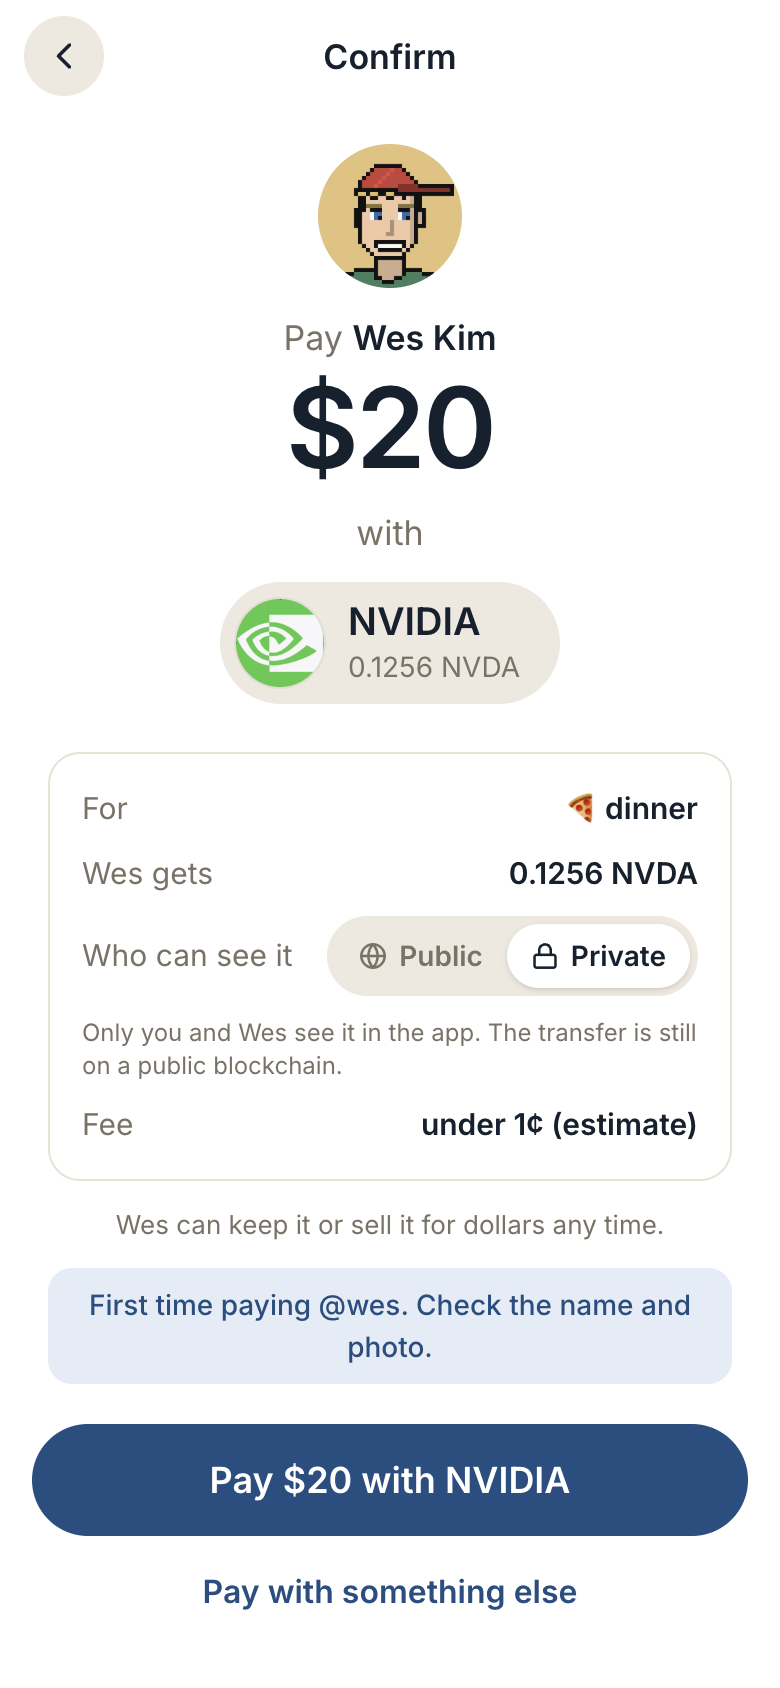 Confirm
Pay Wes Kim
$20
with
NVIDIA
0.1256 NVDA
For 🍕 dinner
Wes gets 0.1256 NVDA
Who can see it Public Private
Only you and Wes see it in the app. The transfer is still
on a public blockchain.
Fee under 1¢ (estimate)
Wes can keep it or sell it for dollars any time.
First time paying @wes. Check the name and
photo.
Pay $20 with NVIDIA
Pay with something else